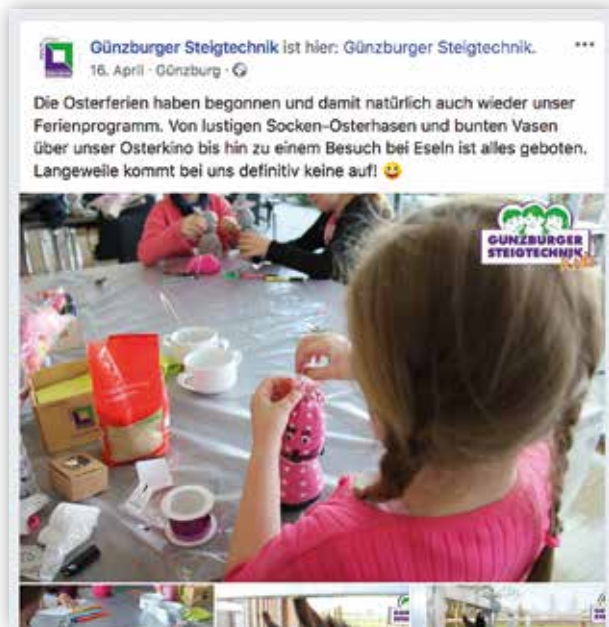 Günzburger Steigtechnik ist hier: Günzburger Steigtechnik.
16. April · Günzburg ·
Die Osterferien haben begonnen und damit natürlich auch wieder unser
Ferienprogramm. Von lustigen Socken-Osterhasen und bunten Vasen
über unser Osterkino bis hin zu einem Besuch bei Eseln ist alles geboten.
Langeweile kommt bei uns definitiv keine auf! 😀
GÜNZBURGER
STEIGTECHNIK
KIDS